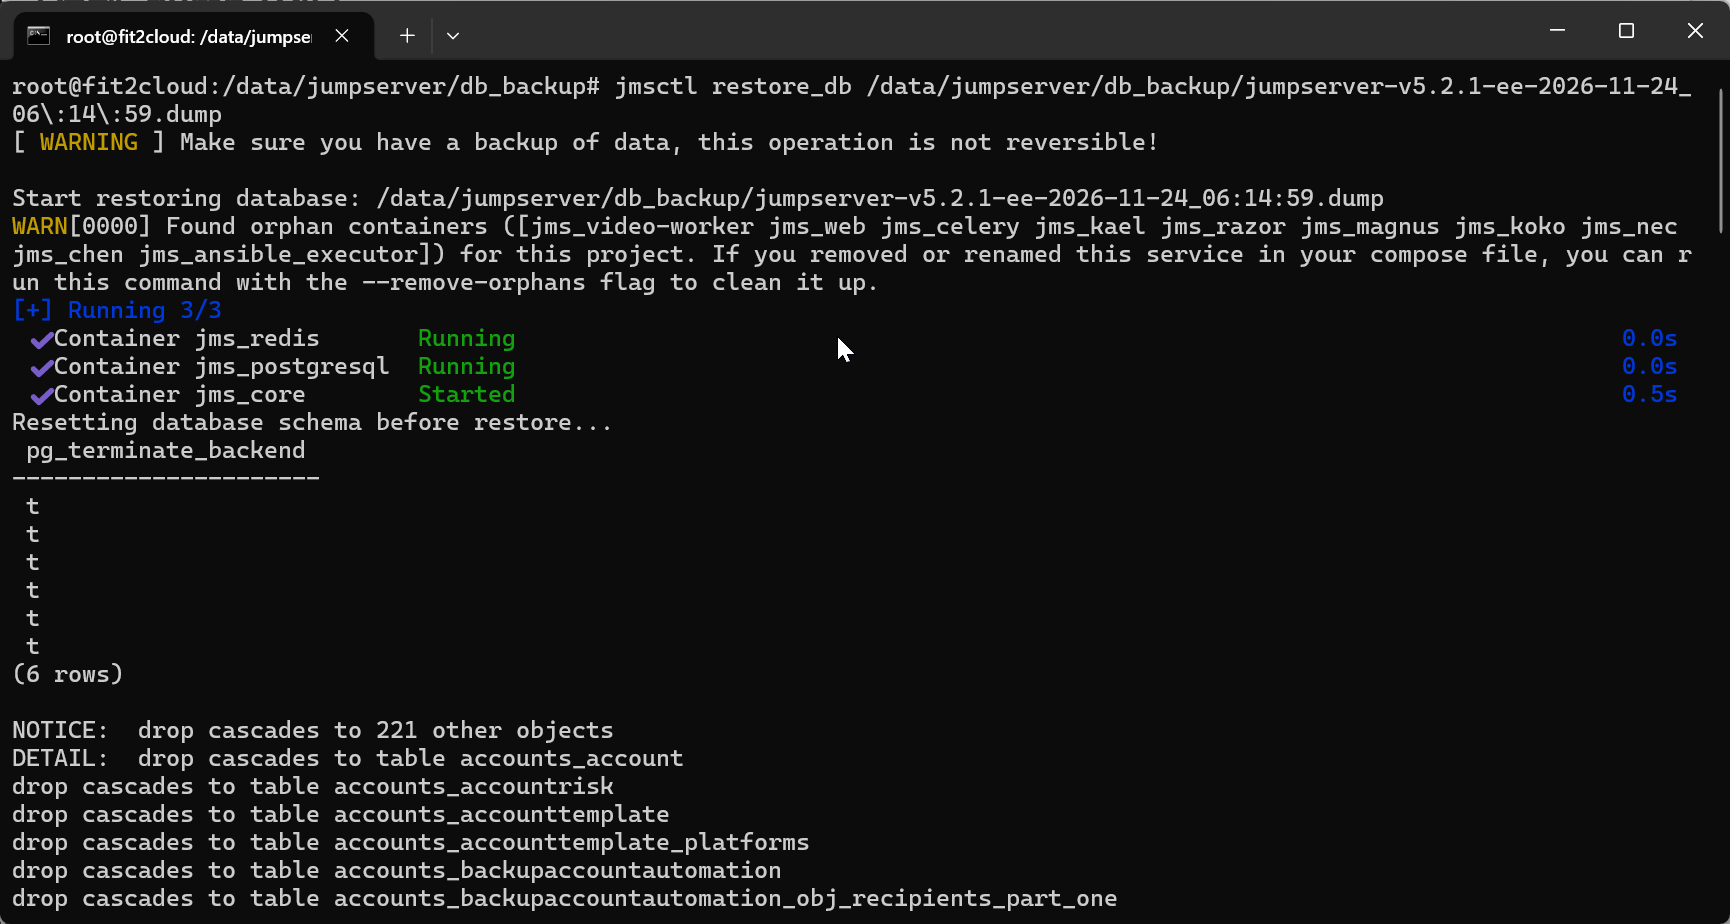 root@fit2cloud: /data/jumpse
root@fit2cloud:/data/jumpserver/db_backup# jmsctl restore_db /data/jumpserver/db_backup/jumpserver-v5.2.1-ee-2026-11-24_
06\:14\:59.dump
[ WARNING ] Make sure you have a backup of data, this operation is not reversible!
Start restoring database: /data/jumpserver/db_backup/jumpserver-v5.2.1-ee-2026-11-24_06:14:59.dump
WARN[0000] Found orphan containers ([jms_video-worker jms_web jms_celery jms_kael jms_razor jms_magnus jms_koko jms_nec
jms_chen jms_ansible_executor]) for this project. If you removed or renamed this service in your compose file, you can r
un this command with the --remove-orphans flag to clean it up.
[+] Running 3/3
✔Container jms_redis       Running       0.0s
✔Container jms_postgresql  Running       0.0s
✔Container jms_core        Started       0.5s
Resetting database schema before restore...
pg_terminate_backend
----------------------
t
t
t
t
t
t
(6 rows)
NOTICE:  drop cascades to 221 other objects
DETAIL:  drop cascades to table accounts_account
drop cascades to table accounts_accountrisk
drop cascades to table accounts_accounttemplate
drop cascades to table accounts_accounttemplate_platforms
drop cascades to table accounts_backupaccountautomation
drop cascades to table accounts_backupaccountautomation_obj_recipients_part_one